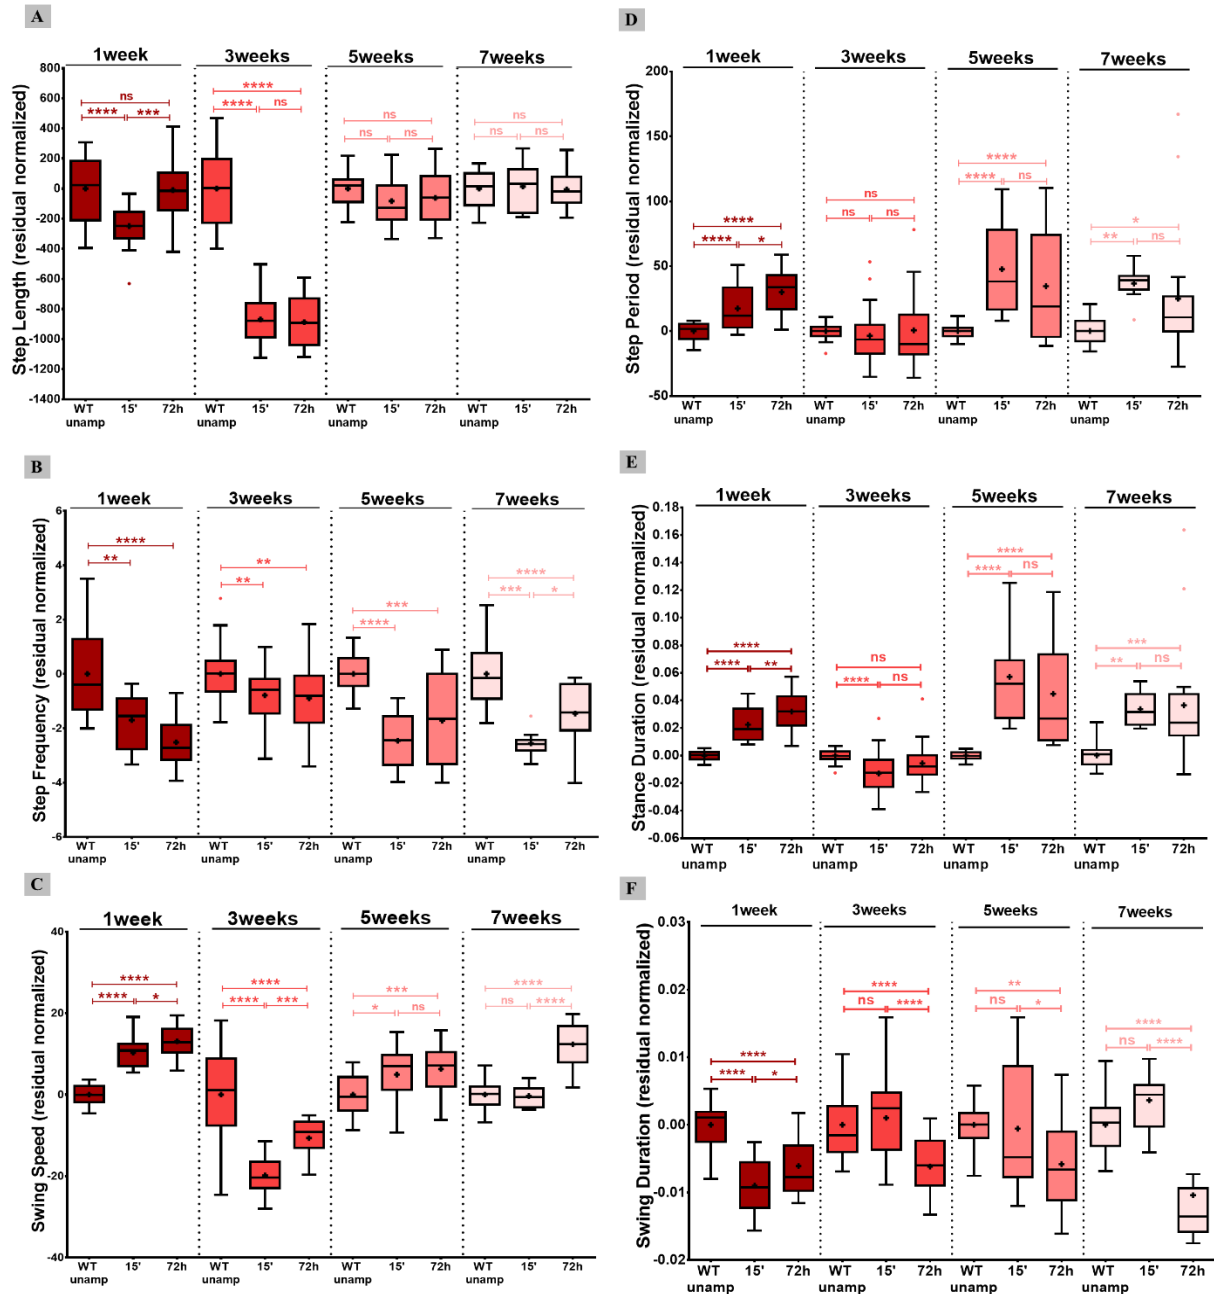 A
1week
3weeks
5weeks
7weeks
Step Length (residual normalized)
800
600
400
200
0
-200
-400
-600
-800
-1000
-1200
-1400
ns
**** ***
****
**** ns
ns
ns ns
ns
ns ns
WT unamp 15' 72h
WT unamp 15' 72h
WT unamp 15' 72h
WT unamp 15' 72h
B
1week
3weeks
5weeks
7weeks
Step Frequency (residual normalized)
6
4
2
0
-2
-4
-6
****
**
**
**
***
****
****
*** *
WT unamp 15' 72h
WT unamp 15' 72h
WT unamp 15' 72h
WT unamp 15' 72h
C
1week
3weeks
5weeks
7weeks
Swing Speed (residual normalized)
40
20
0
-20
-40
****
**** *
****
**** ***
***
* ns
****
ns ****
WT unamp 15' 72h
WT unamp 15' 72h
WT unamp 15' 72h
WT unamp 15' 72h
D
1week
3weeks
5weeks
7weeks
Step Period (residual normalized)
200
150
100
50
0
-50
****
**** *
ns
ns ns
****
**** ns
*
** ns
WT unamp 15' 72h
WT unamp 15' 72h
WT unamp 15' 72h
WT unamp 15' 72h
E
1week
3weeks
5weeks
7weeks
Stance Duration (residual normalized)
0.18
0.16
0.14
0.12
0.10
0.08
0.06
0.04
0.02
0.00
-0.02
-0.04
-0.06
****
**** **
ns
**** ns
****
**** ns
***
** ns
WT unamp 15' 72h
WT unamp 15' 72h
WT unamp 15' 72h
WT unamp 15' 72h
F
1week
3weeks
5weeks
7weeks
Swing Duration (residual normalized)
0.03
0.02
0.01
0.00
-0.01
-0.02
****
**** *
****
ns ****
**
ns *
****
ns ****
WT unamp 15' 72h
WT unamp 15' 72h
WT unamp 15' 72h
WT unamp 15' 72h